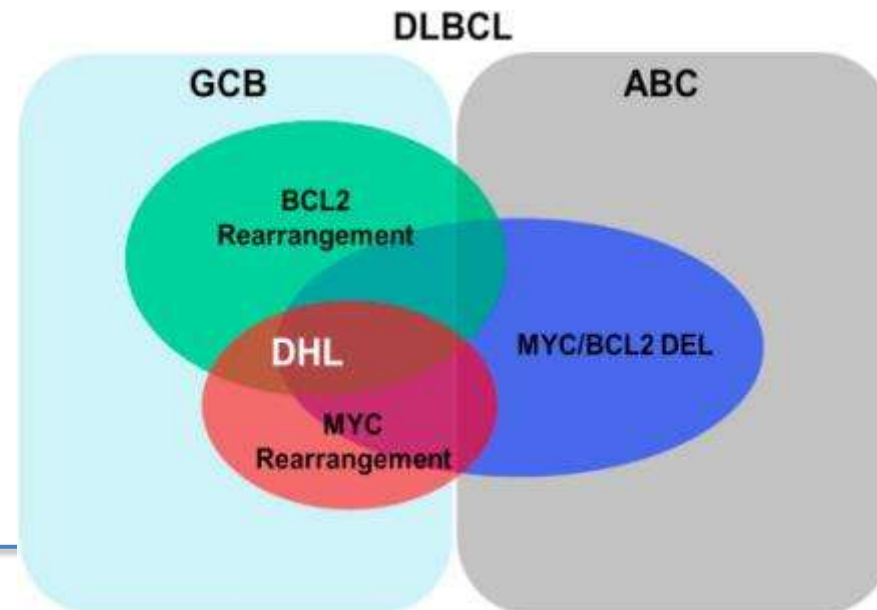 DLBCL
GCB
ABC
BCL2
Rearrangement
MYC/BCL2 DEL
DHL
MYC
Rearrangement